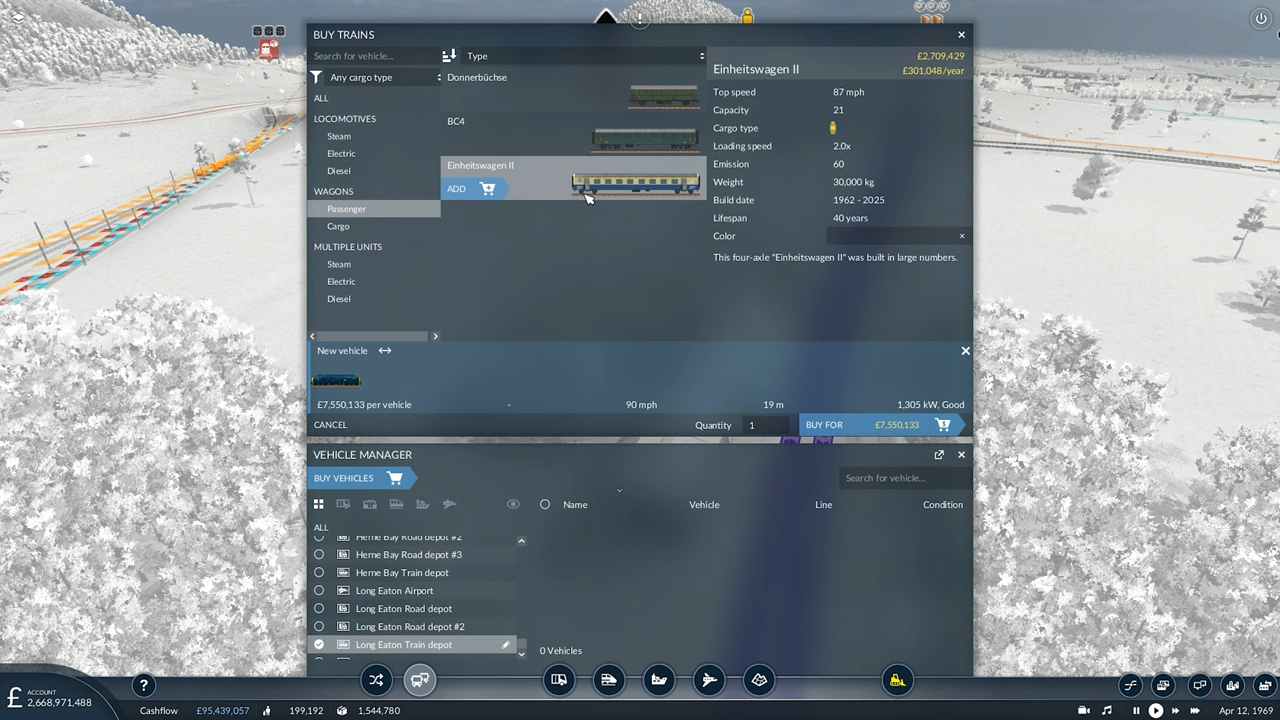 BUY TRAINS
Search for vehicle...
Type
Any cargo type
ALL
LOCOMOTIVES
Steam
Electric
Diesel
WAGONS
Passenger
Cargo
MULTIPLE UNITS
Steam
Electric
Diesel
Donnerbüchse
BC4
Einheitswagen II
ADD
£2,709,429
Einheitswagen II
£301,048/year
Top speed 87 mph
Capacity 21
Cargo type
Loading speed 2.0x
Emission 60
Weight 30,000 kg
Build date 1962 - 2025
Lifespan 40 years
Color
This four-axle "Einheitswagen II" was built in large numbers.
New vehicle
£7,550,133 per vehicle - 90 mph 19 m 1,305 kW, Good
CANCEL Quantity 1 BUY FOR £7,550,133
VEHICLE MANAGER
BUY VEHICLES
Search for vehicle...
Name Vehicle Line Condition
ALL
Herne Bay Road depot #2
Herne Bay Road depot #3
Herne Bay Train depot
Long Eaton Airport
Long Eaton Road depot
Long Eaton Road depot #2
Long Eaton Train depot
0 Vehicles
£ ACCOUNT
2,668,971,488
?
Cashflow £95,439,057 199,192 1,544,780
Apr 12, 1969